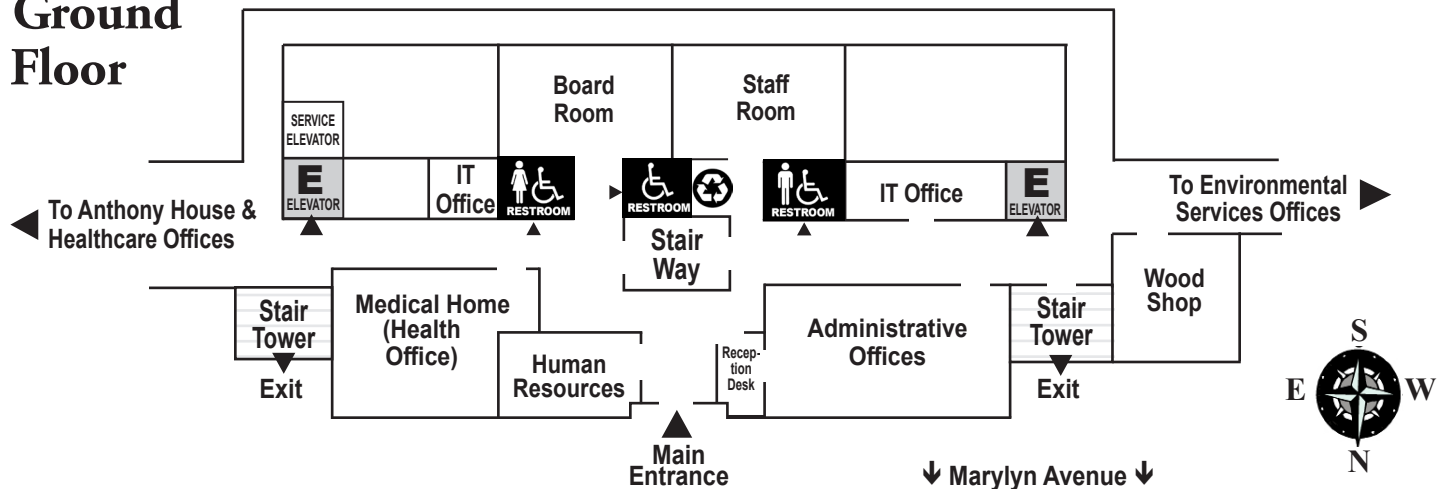 Ground
Floor
Board
Room
Staff
Room
SERVICE
ELEVATOR
E
ELEVATOR
IT
Office
RESTROOM
RESTROOM
RESTROOM
IT Office
E
ELEVATOR
To Anthony House &
Healthcare Offices
To Environmental
Services Offices
Stair
Way
Stair
Tower
Exit
Medical Home
(Health
Office)
Human
Resources
Recep-
tion
Desk
Administrative
Offices
Stair
Tower
Exit
Wood
Shop
Main
Entrance
Marylyn Avenue
S
E
W
N